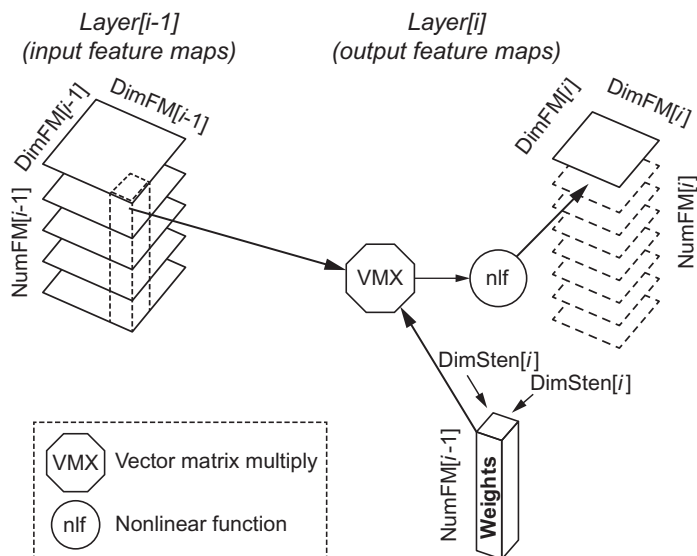 Layer[i-1]
(input feature maps)
Layer[i]
(output feature maps)
DimFM[i-1]
DimFM[i-1]
NumFM[i-1]
DimFM[i]
DimFM[i]
NumFM[i]
VMX
nlf
DimSten[i]
DimSten[i]
NumFM[i-1]
Weights
VMX Vector matrix multiply
nlf Nonlinear function